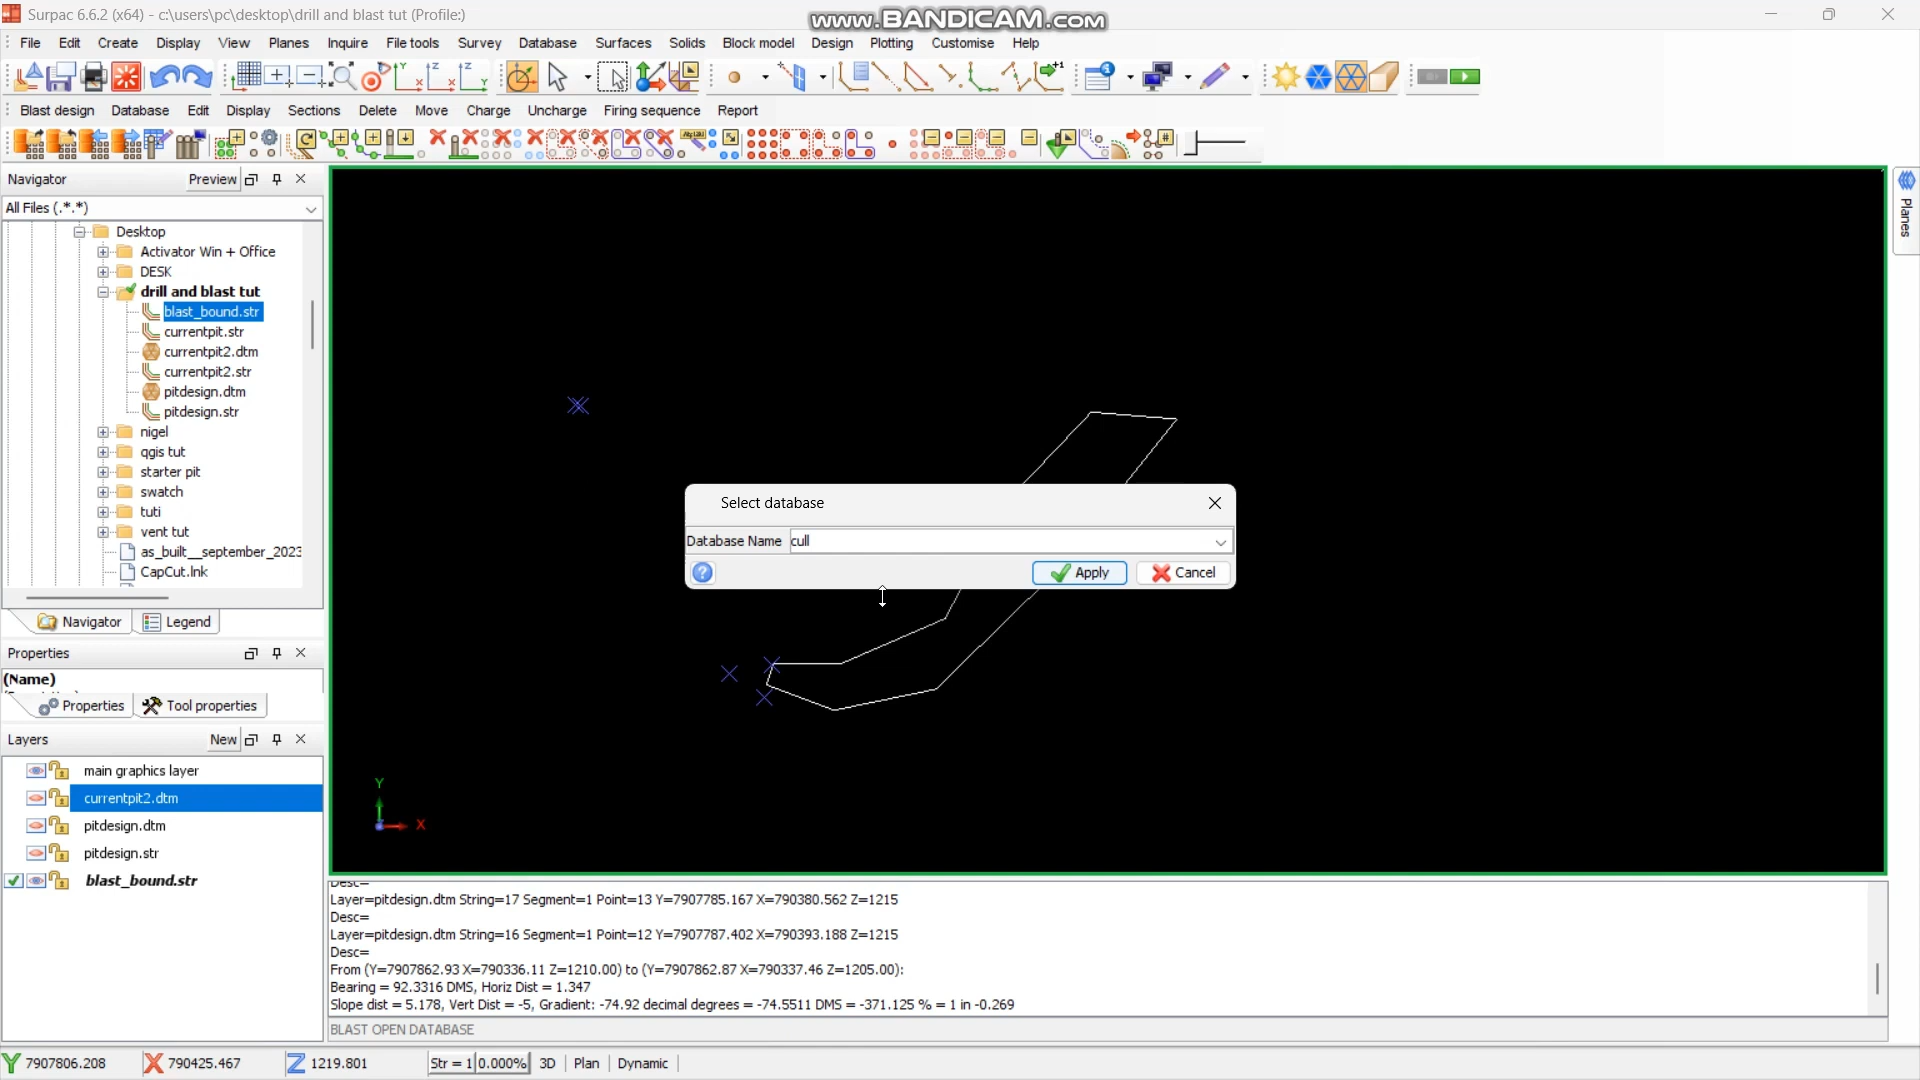 Surpac 6.6.2 (x64) - c:\users\pc\desktop\drill and blast tut (Profile:)
www.BANDICAM.com
File Edit Create Display View Planes Inquire File tools Survey Database Surfaces Solids Block model Design Plotting Customise Help
Blast design Database Edit Display Sections Delete Move Charge Uncharge Firing sequence Report
Navigator Preview
All Files (.*.*)
Desktop
Activator Win + Office
DESK
drill and blast tut
blast_bound.str
currentpit.str
currentpit2.dtm
currentpit2.str
pitdesign.dtm
pitdesign.str
nigel
qgis tut
starter pit
swatch
tuti
vent tut
as_built__september_2023
CapCut.lnk
Navigator Legend
Properties
(Name)
Properties Tool properties
Layers New
main graphics layer
currentpit2.dtm
pitdesign.dtm
pitdesign.str
blast_bound.str
Planes
Select database
Database Name cull
Apply Cancel
Y
X
Desc=
Layer=pitdesign.dtm String=17 Segment=1 Point=13 Y=7907785.167 X=790380.562 Z=1215
Desc=
Layer=pitdesign.dtm String=16 Segment=1 Point=12 Y=7907787.402 X=790393.188 Z=1215
Desc=
From (Y=7907862.93 X=790336.11 Z=1210.00) to (Y=7907862.87 X=790337.46 Z=1205.00):
Bearing = 92.3316 DMS, Horiz Dist = 1.347
Slope dist = 5.178, Vert Dist = -5, Gradient: -74.92 decimal degrees = -74.5511 DMS = -371.125 % = 1 in -0.269
BLAST OPEN DATABASE
Y 7907806.208 X 790425.467 Z 1219.801 Str = 1 0.000% 3D Plan Dynamic